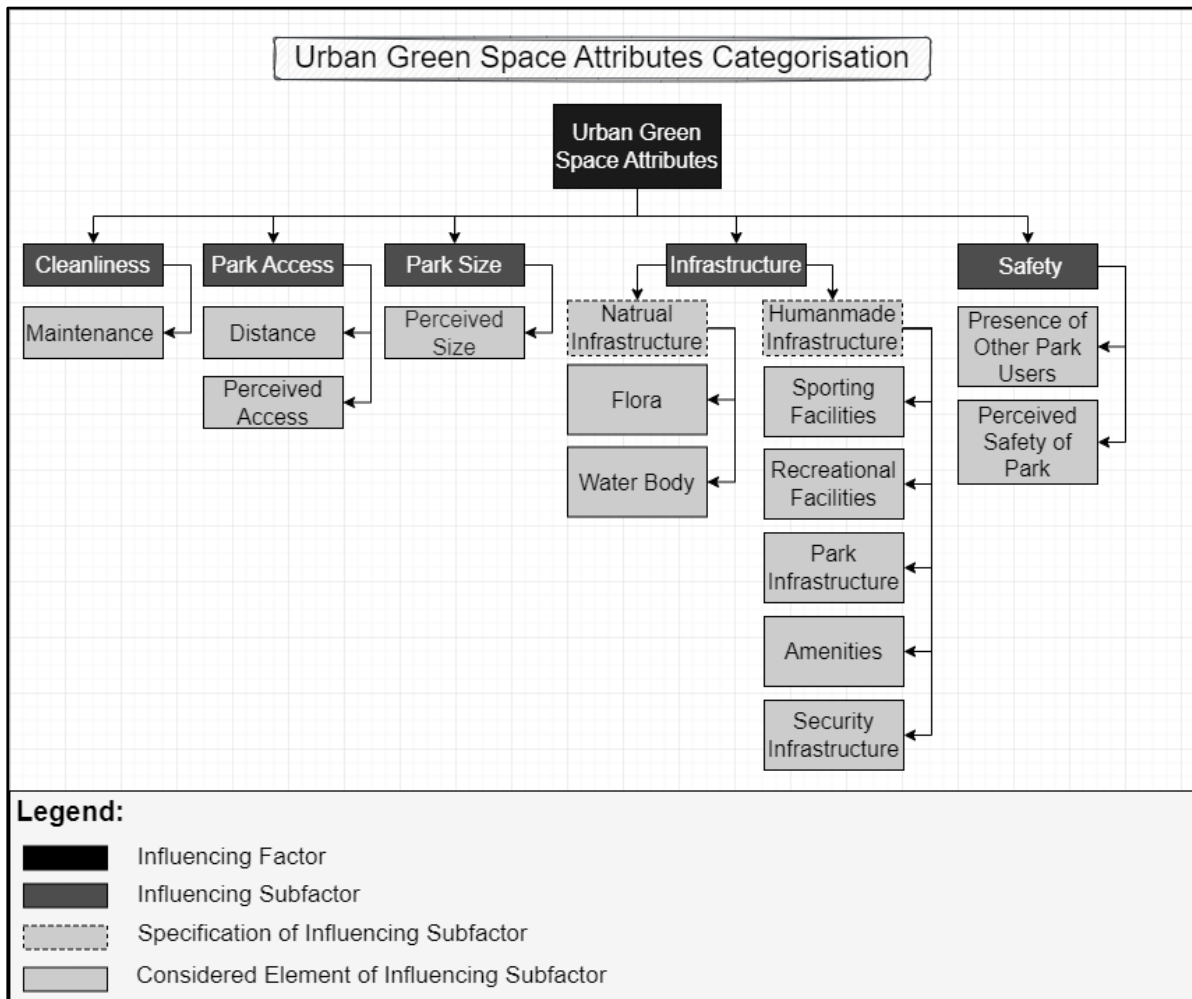 Urban Green Space Attributes Categorisation
Urban Green
Space Attributes
Cleanliness
Park Access
Park Size
Infrastructure
Safety
Maintenance
Distance
Perceived
Access
Perceived
Size
Natrual
Infrastructure
Flora
Water Body
Humanmade
Infrastructure
Sporting
Facilities
Recreational
Facilities
Park
Infrastructure
Amenities
Security
Infrastructure
Presence of
Other Park
Users
Perceived
Safety of
Park
Legend:
Influencing Factor
Influencing Subfactor
Specification of Influencing Subfactor
Considered Element of Influencing Subfactor